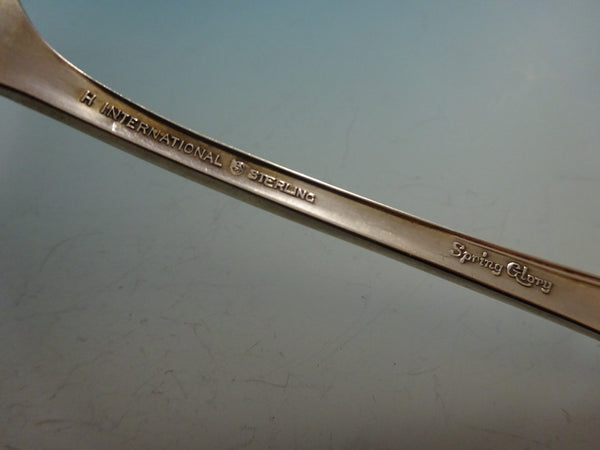 H INTERNATIONAL S STERLING
Spring Glory